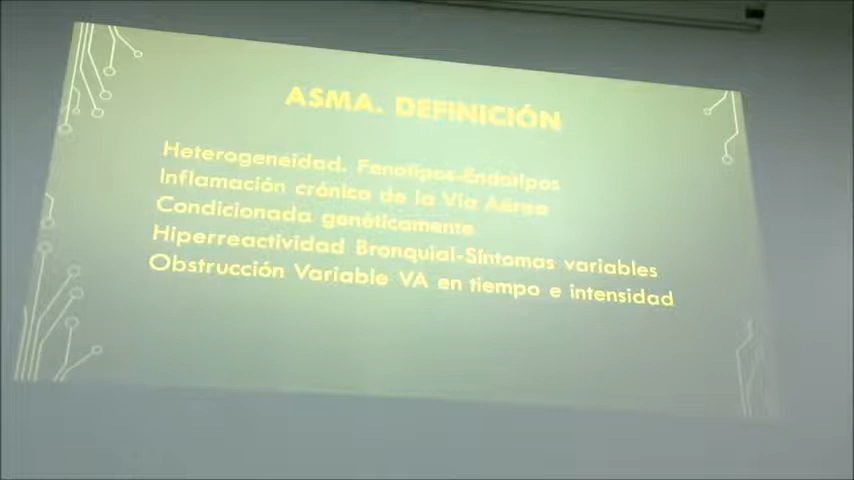 ASMA. DEFINICIÓN
Heterogeneidad. Fenotipos-Endotipos
Inflamación crónica de la Vía Aérea
Condicionada genéticamente
Hiperreactividad Bronquial-Síntomas variables
Obstrucción Variable VA en tiempo e intensidad